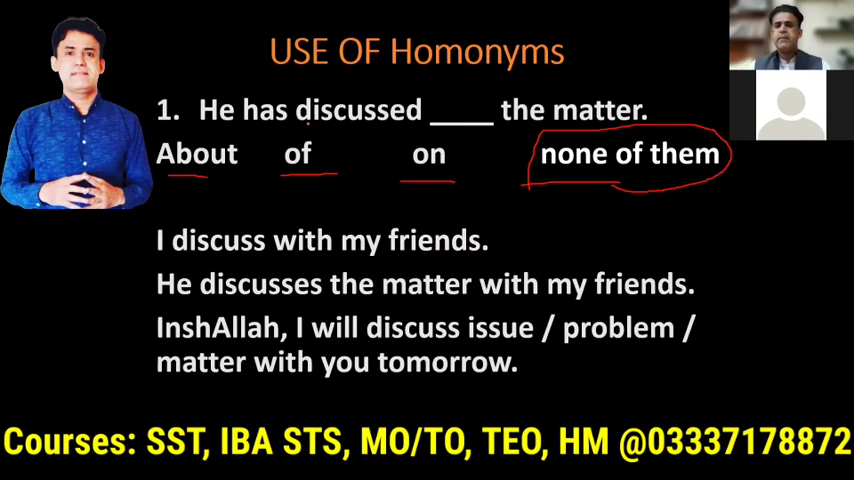 USE OF Homonyms
1. He has discussed ____ the matter.
About of on none of them
I discuss with my friends.
He discusses the matter with my friends.
InshAllah, I will discuss issue / problem /
matter with you tomorrow.
Courses: SST, IBA STS, MO/TO, TEO, HM @03337178872